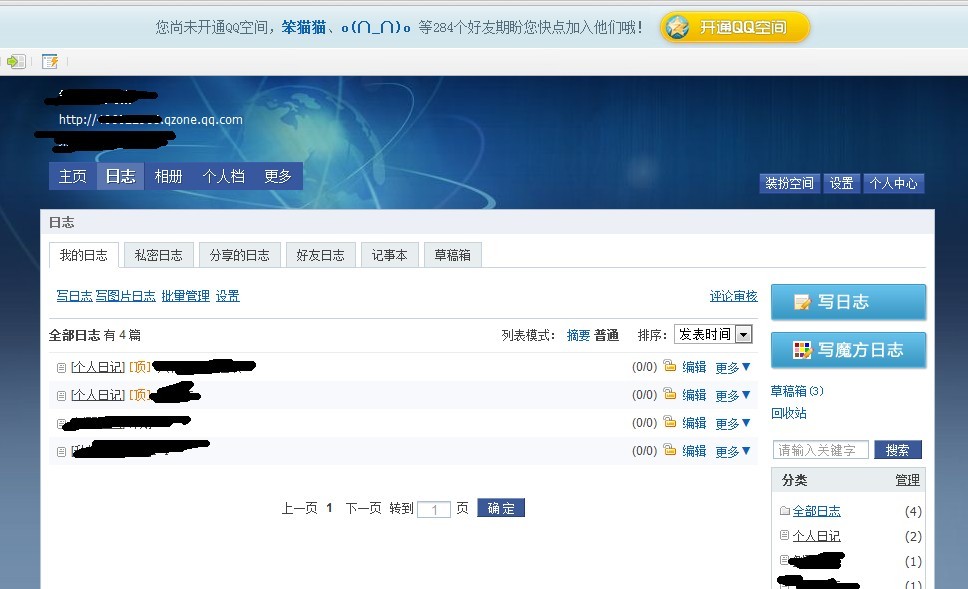 您尚未开通QQ空间，笨猫猫、o(∩_∩)o 等284个好友期盼您快点加入他们哦！ 开通QQ空间
http://.qzone.qq.com
主页 日志 相册 个人档 更多
装扮空间 设置 个人中心
日志
我的日志 私密日志 分享的日志 好友日志 记事本 草稿箱
写日志 写图片日志 批量管理 设置 评论审核
写日志
全部日志 有 4 篇 列表模式： 摘要 普通 排序： 发表时间
写魔方日志
[个人日记] [顶] (0/0) 编辑 更多▼
草稿箱(3)
[个人日记] [顶] (0/0) 编辑 更多▼
回收站
(0/0) 编辑 更多▼
(0/0) 编辑 更多▼
请输入关键字 搜索
分类 管理
上一页 1 下一页 转到 1 页 确定
全部日志 (4)
个人日记 (2)
(1)
(1)